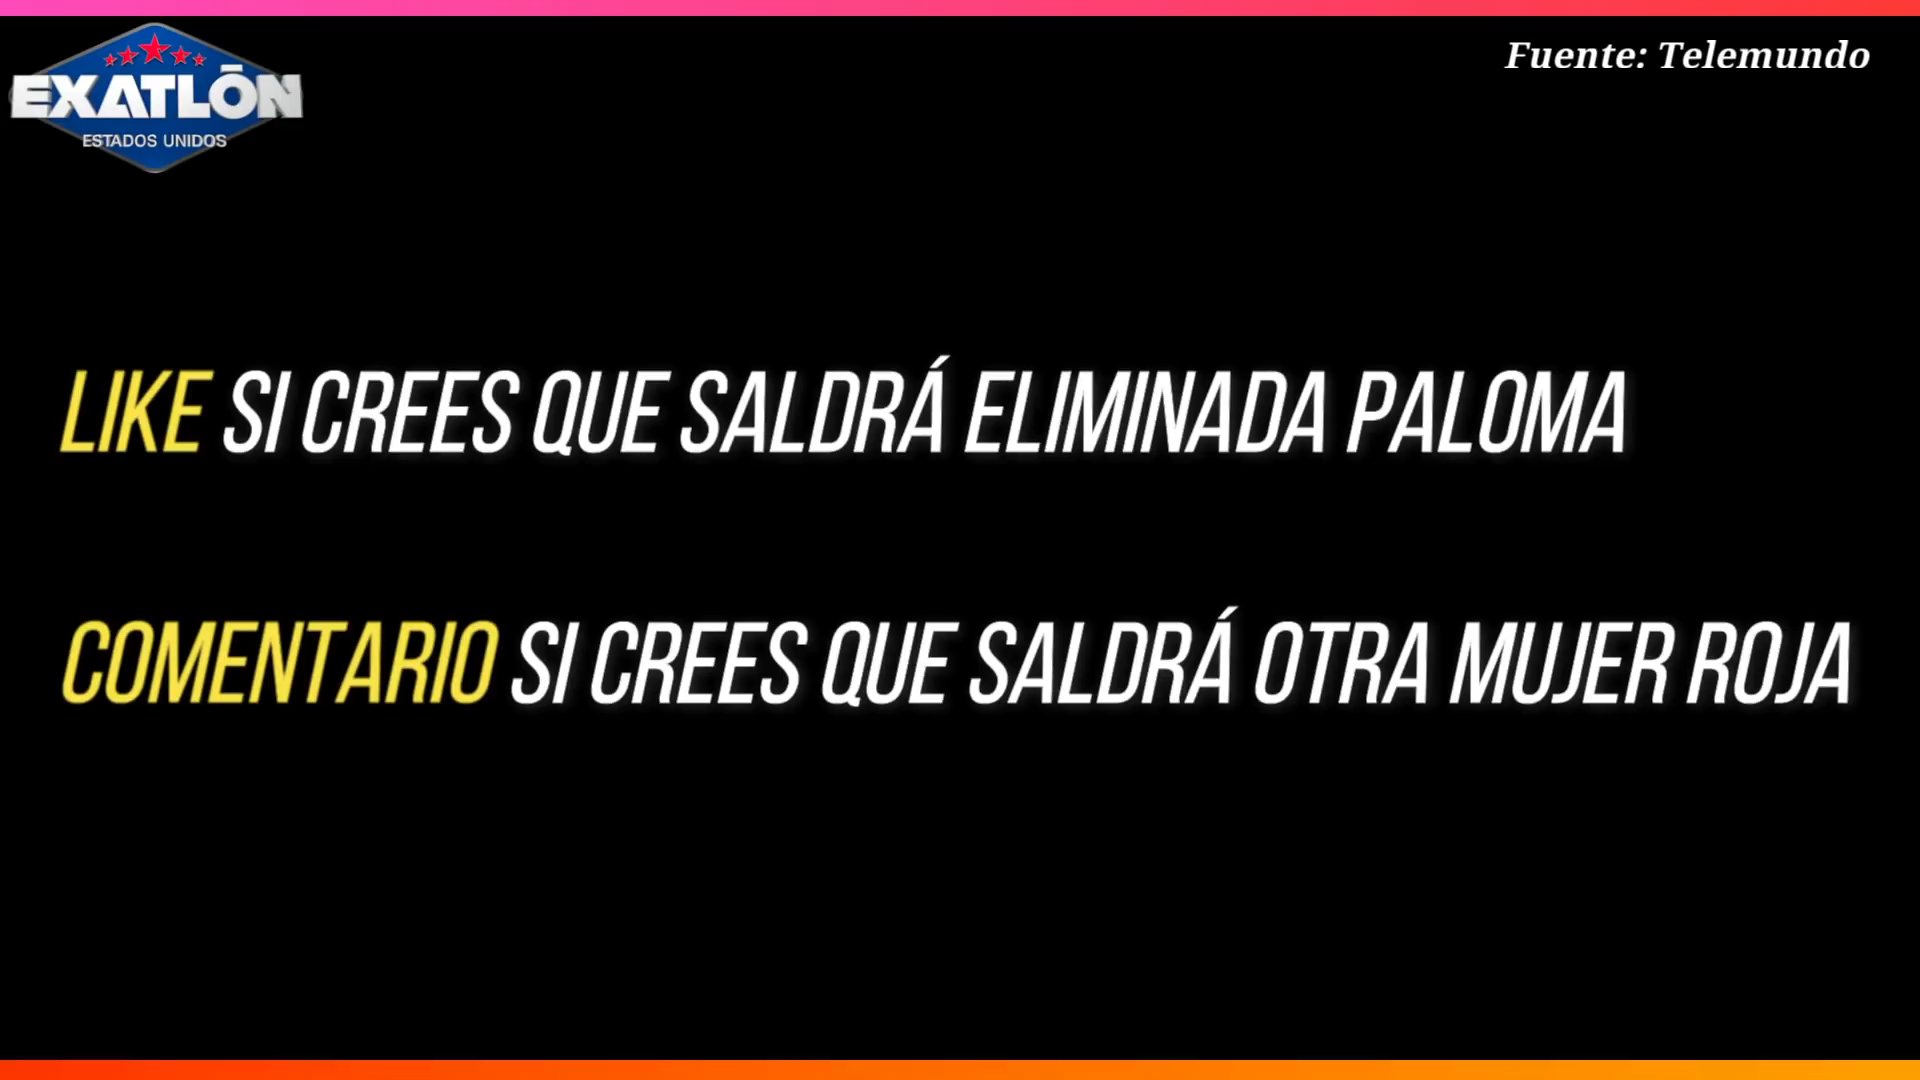 EXATLÓN
ESTADOS UNIDOS
Fuente: Telemundo
LIKE SI CREES QUE SALDRÁ ELIMINADA PALOMA
COMENTARIO SI CREES QUE SALDRÁ OTRA MUJER ROJA